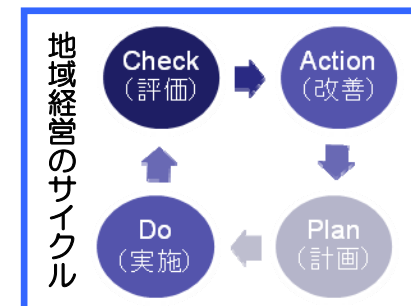 地域経営のサイクル
Check
（評価）
Action
（改善）
Do
（実施）
Plan
（計画）